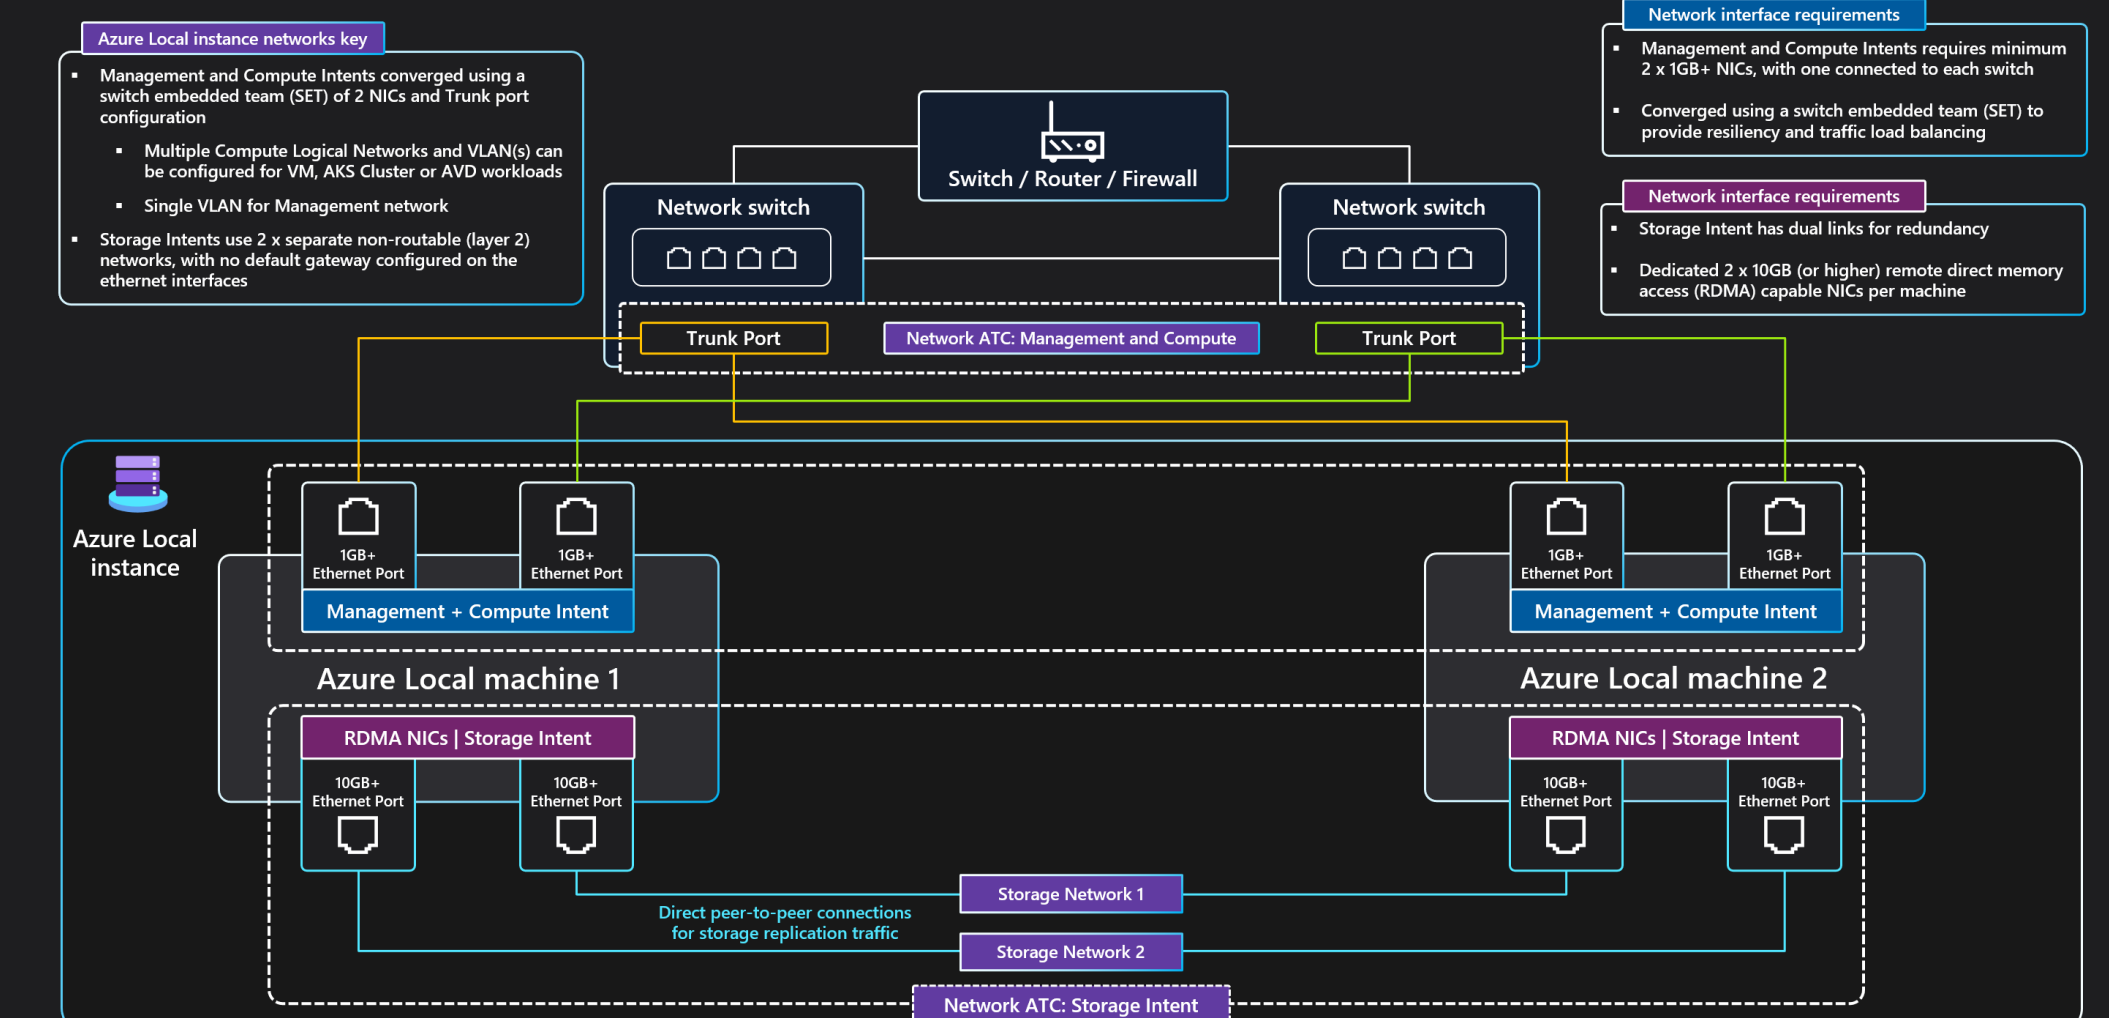 Azure Local instance networks key
▪ Management and Compute Intents converged using a
switch embedded team (SET) of 2 NICs and Trunk port
configuration
▪ Multiple Compute Logical Networks and VLAN(s) can
be configured for VM, AKS Cluster or AVD workloads
▪ Single VLAN for Management network
▪ Storage Intents use 2 x separate non-routable (layer 2)
networks, with no default gateway configured on the
ethernet interfaces
Switch / Router / Firewall
Network interface requirements
▪ Management and Compute Intents requires minimum
2 x 1GB+ NICs, with one connected to each switch
▪ Converged using a switch embedded team (SET) to
provide resiliency and traffic load balancing
Network interface requirements
▪ Storage Intent has dual links for redundancy
▪ Dedicated 2 x 10GB (or higher) remote direct memory
access (RDMA) capable NICs per machine
Network switch
Network switch
Trunk Port
Network ATC: Management and Compute
Trunk Port
Azure Local
instance
1GB+
Ethernet Port
1GB+
Ethernet Port
Management + Compute Intent
Azure Local machine 1
RDMA NICs | Storage Intent
10GB+
Ethernet Port
10GB+
Ethernet Port
1GB+
Ethernet Port
1GB+
Ethernet Port
Management + Compute Intent
Azure Local machine 2
RDMA NICs | Storage Intent
10GB+
Ethernet Port
10GB+
Ethernet Port
Storage Network 1
Direct peer-to-peer connections
for storage replication traffic
Storage Network 2
Network ATC: Storage Intent